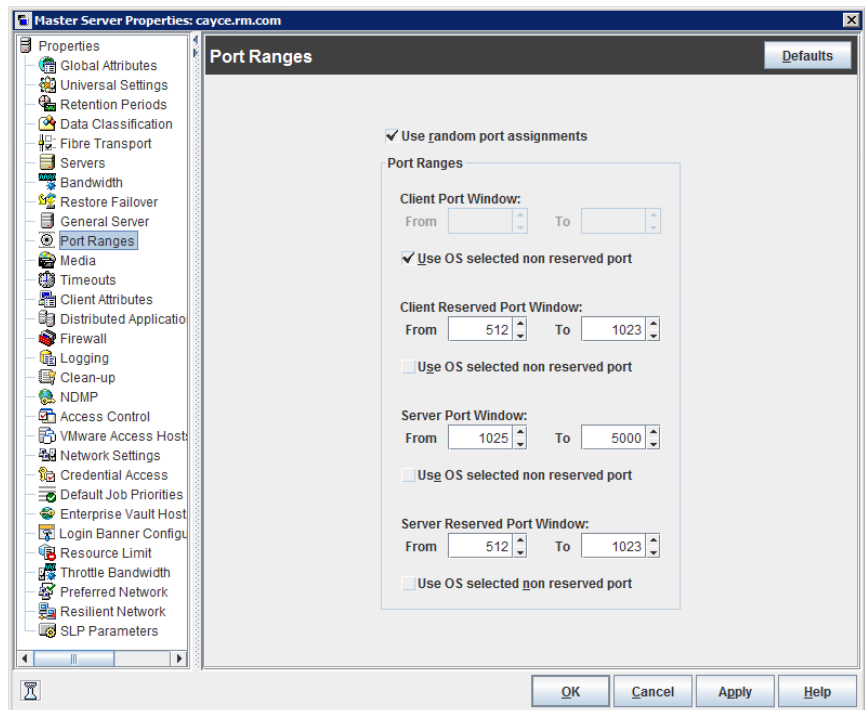 Master Server Properties: cayce.rm.com
Properties
Global Attributes
Universal Settings
Retention Periods
Data Classification
Fibre Transport
Servers
Bandwidth
Restore Failover
General Server
Port Ranges
Media
Timeouts
Client Attributes
Distributed Applicatio
Firewall
Logging
Clean-up
NDMP
Access Control
VMware Access Host
Network Settings
Credential Access
Default Job Priorities
Enterprise Vault Host
Login Banner Configu
Resource Limit
Throttle Bandwidth
Preferred Network
Resilient Network
SLP Parameters
Port Ranges
Defaults
Use random port assignments
Port Ranges
Client Port Window:
From To
Use OS selected non reserved port
Client Reserved Port Window:
From 512 To 1023
Use OS selected non reserved port
Server Port Window:
From 1025 To 5000
Use OS selected non reserved port
Server Reserved Port Window:
From 512 To 1023
Use OS selected non reserved port
OK Cancel Apply Help